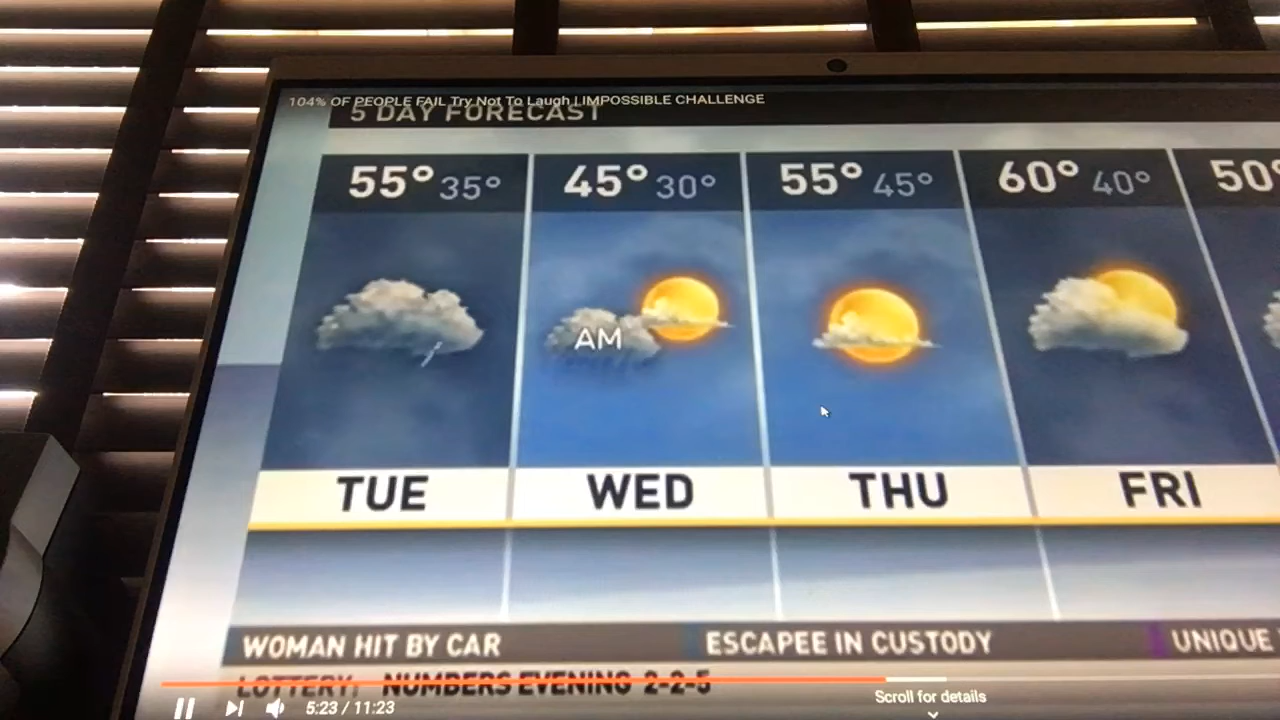 104% OF PEOPLE FAIL Try Not To Laugh | IMPOSSIBLE CHALLENGE
5 DAY FORECAST
55° 35° 45° 30° 55° 45° 60° 40° 50°
AM
TUE WED THU FRI
WOMAN HIT BY CAR ESCAPEE IN CUSTODY UNIQUE
LOTTERY: NUMBERS EVENING 2-2-5
Scroll for details
5:23 / 11:23